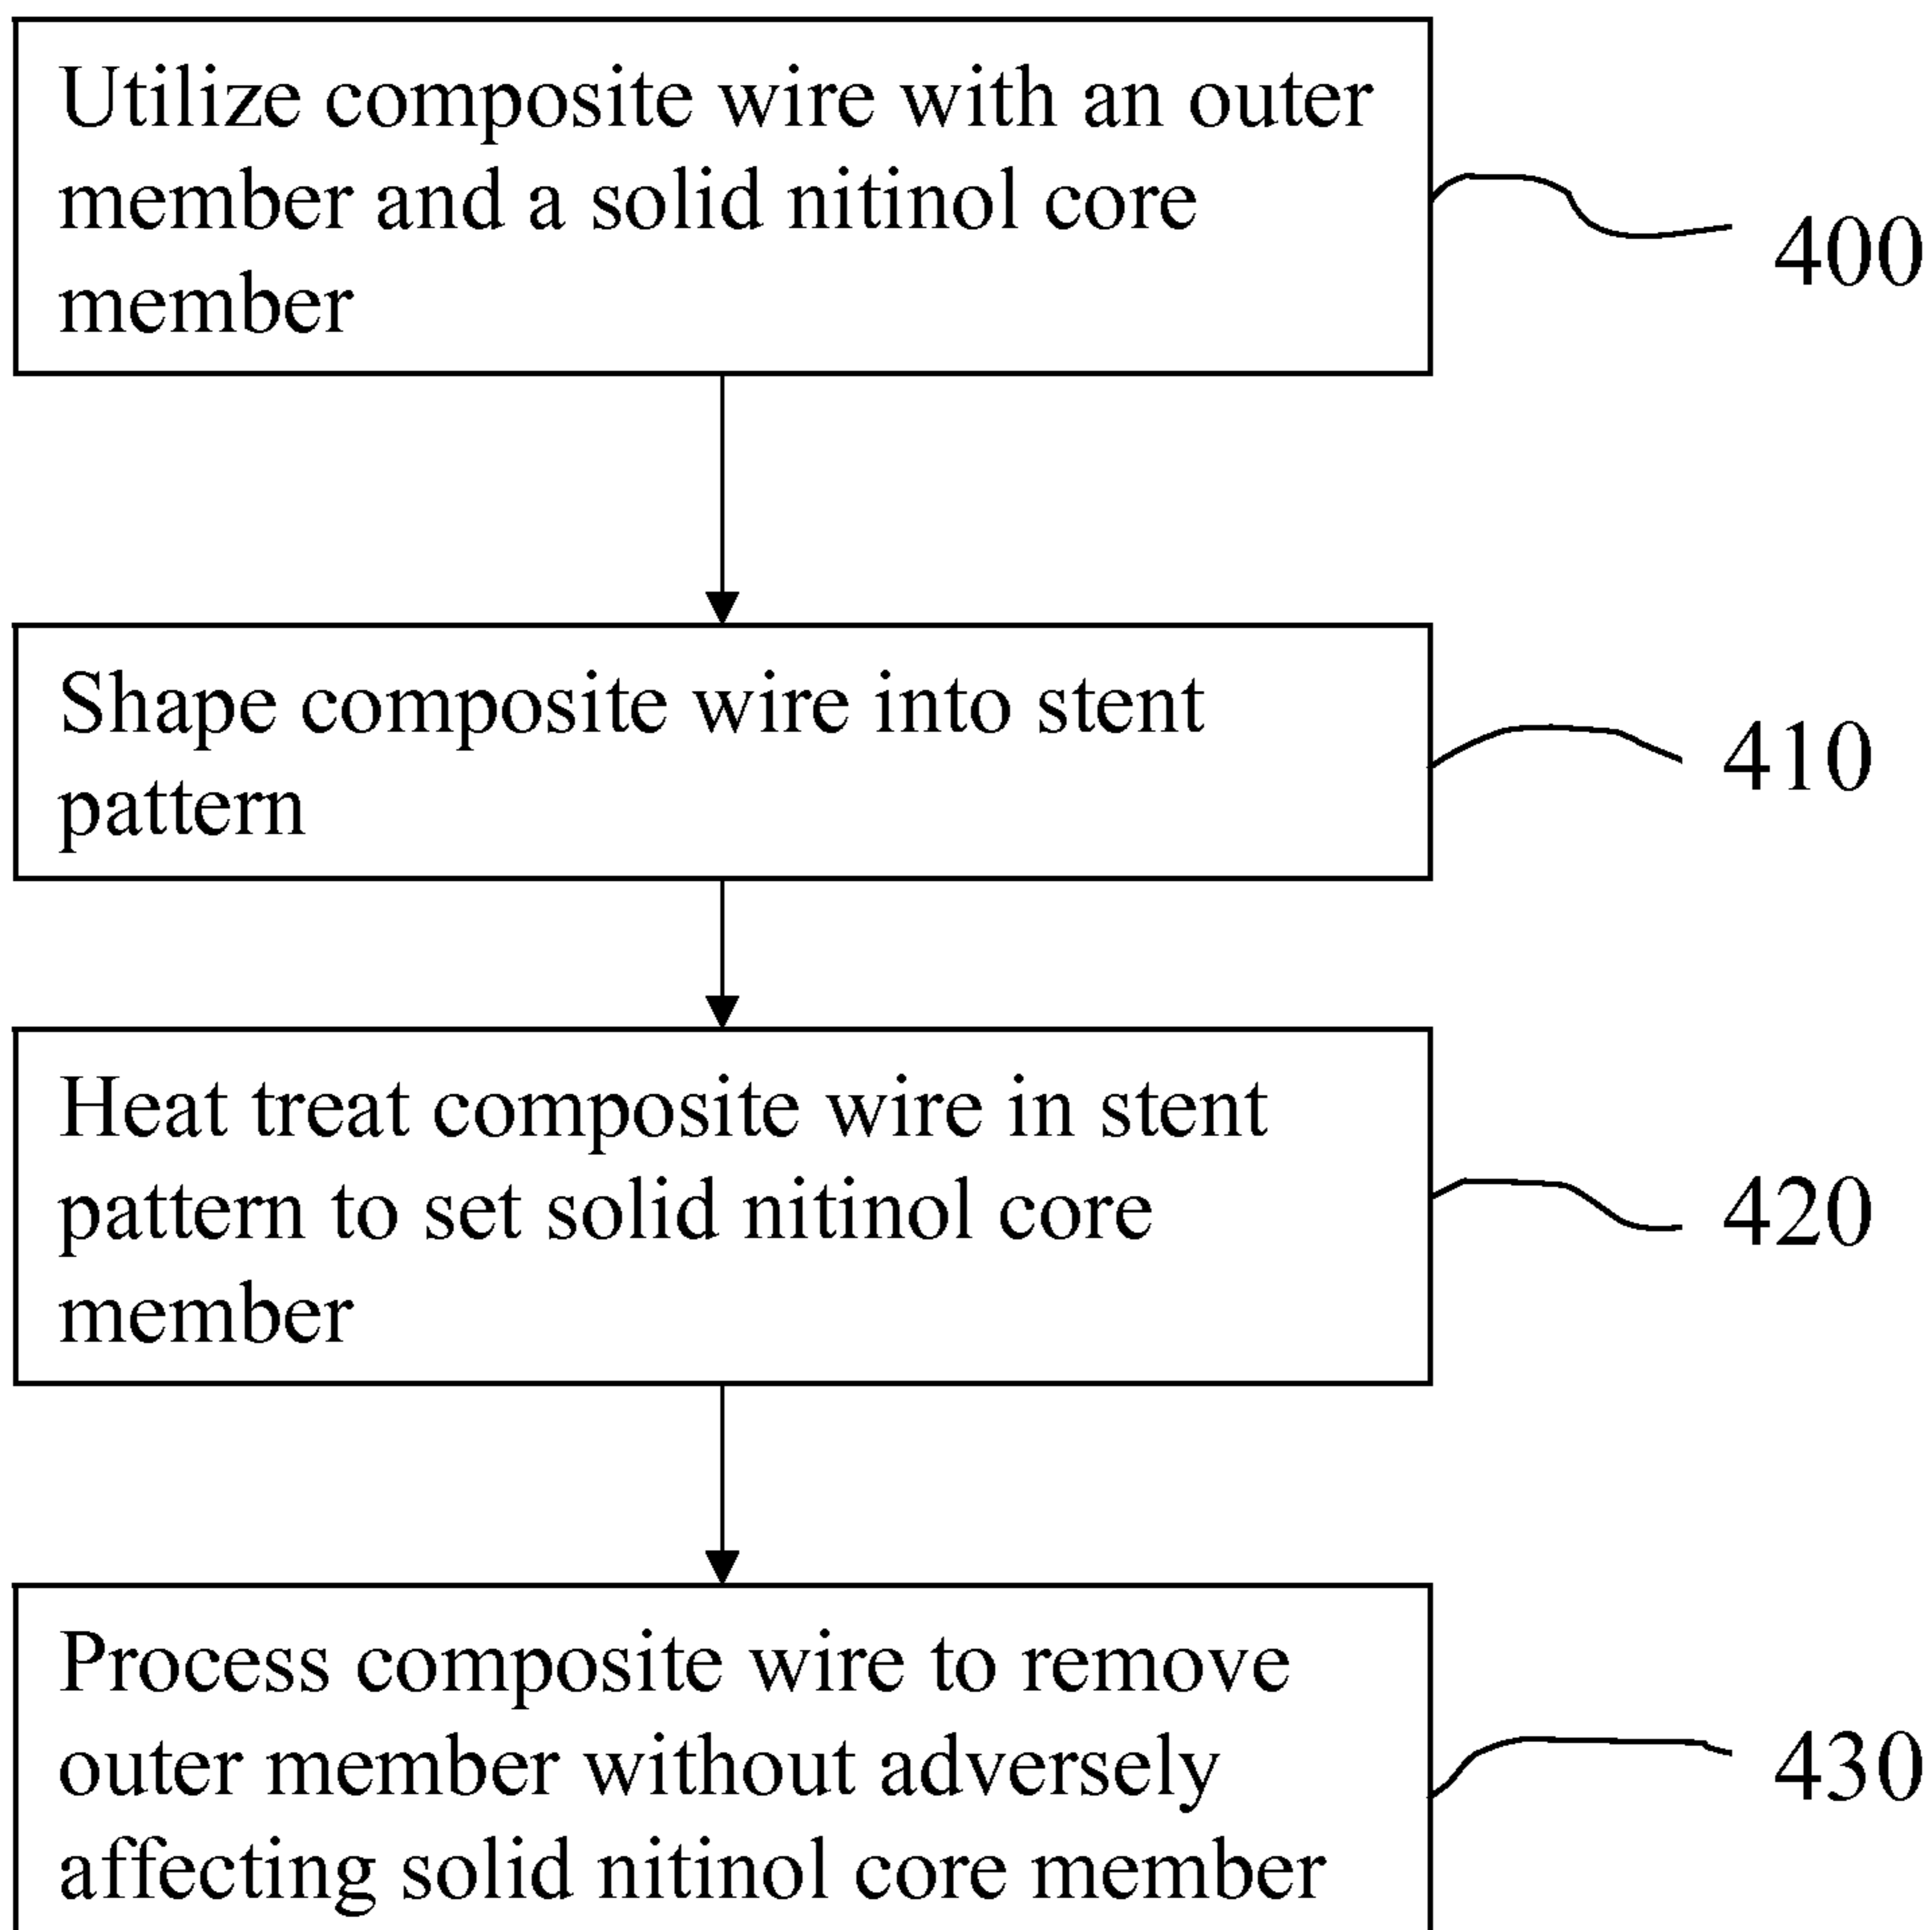 Utilize composite wire with an outer
member and a solid nitinol core
member
400
Shape composite wire into stent
pattern
410
Heat treat composite wire in stent
pattern to set solid nitinol core
member
420
Process composite wire to remove
outer member without adversely
affecting solid nitinol core member
430